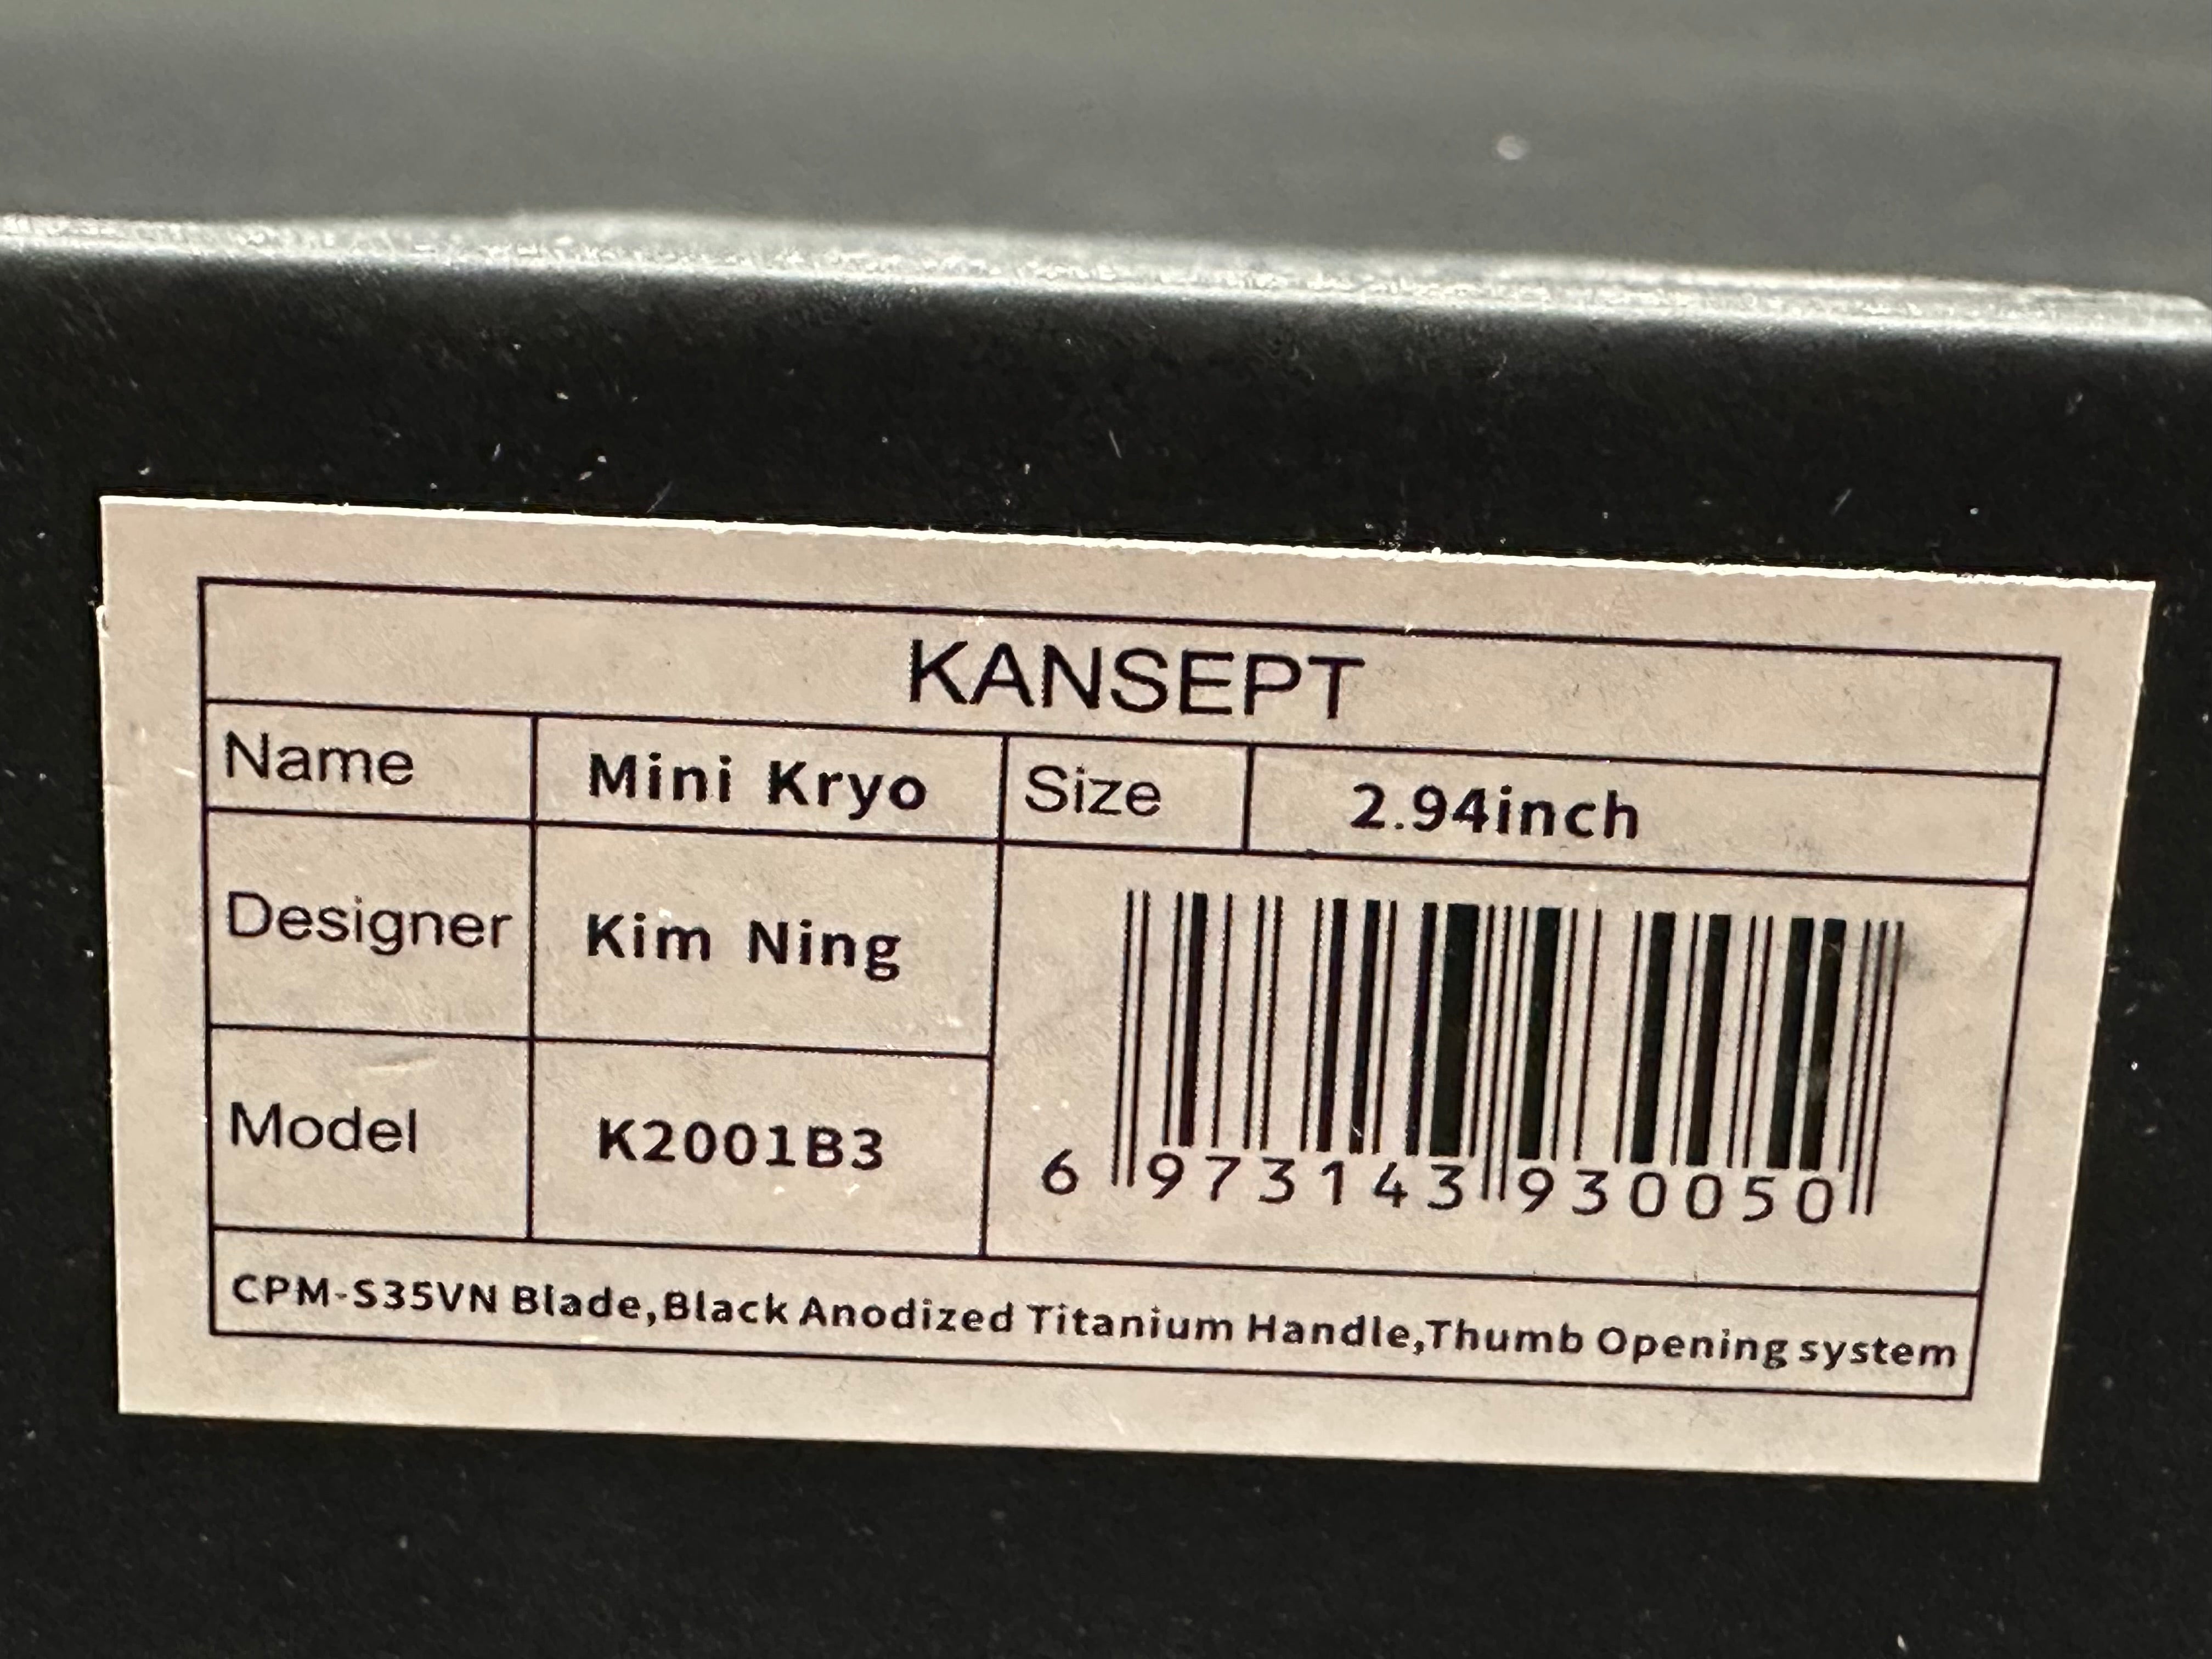 KANSEPT
Name Mini Kryo Size 2.94inch
Designer Kim Ning
Model K2001B3
6 973143 930050
CPM-S35VN Blade,Black Anodized Titanium Handle,Thumb Opening system